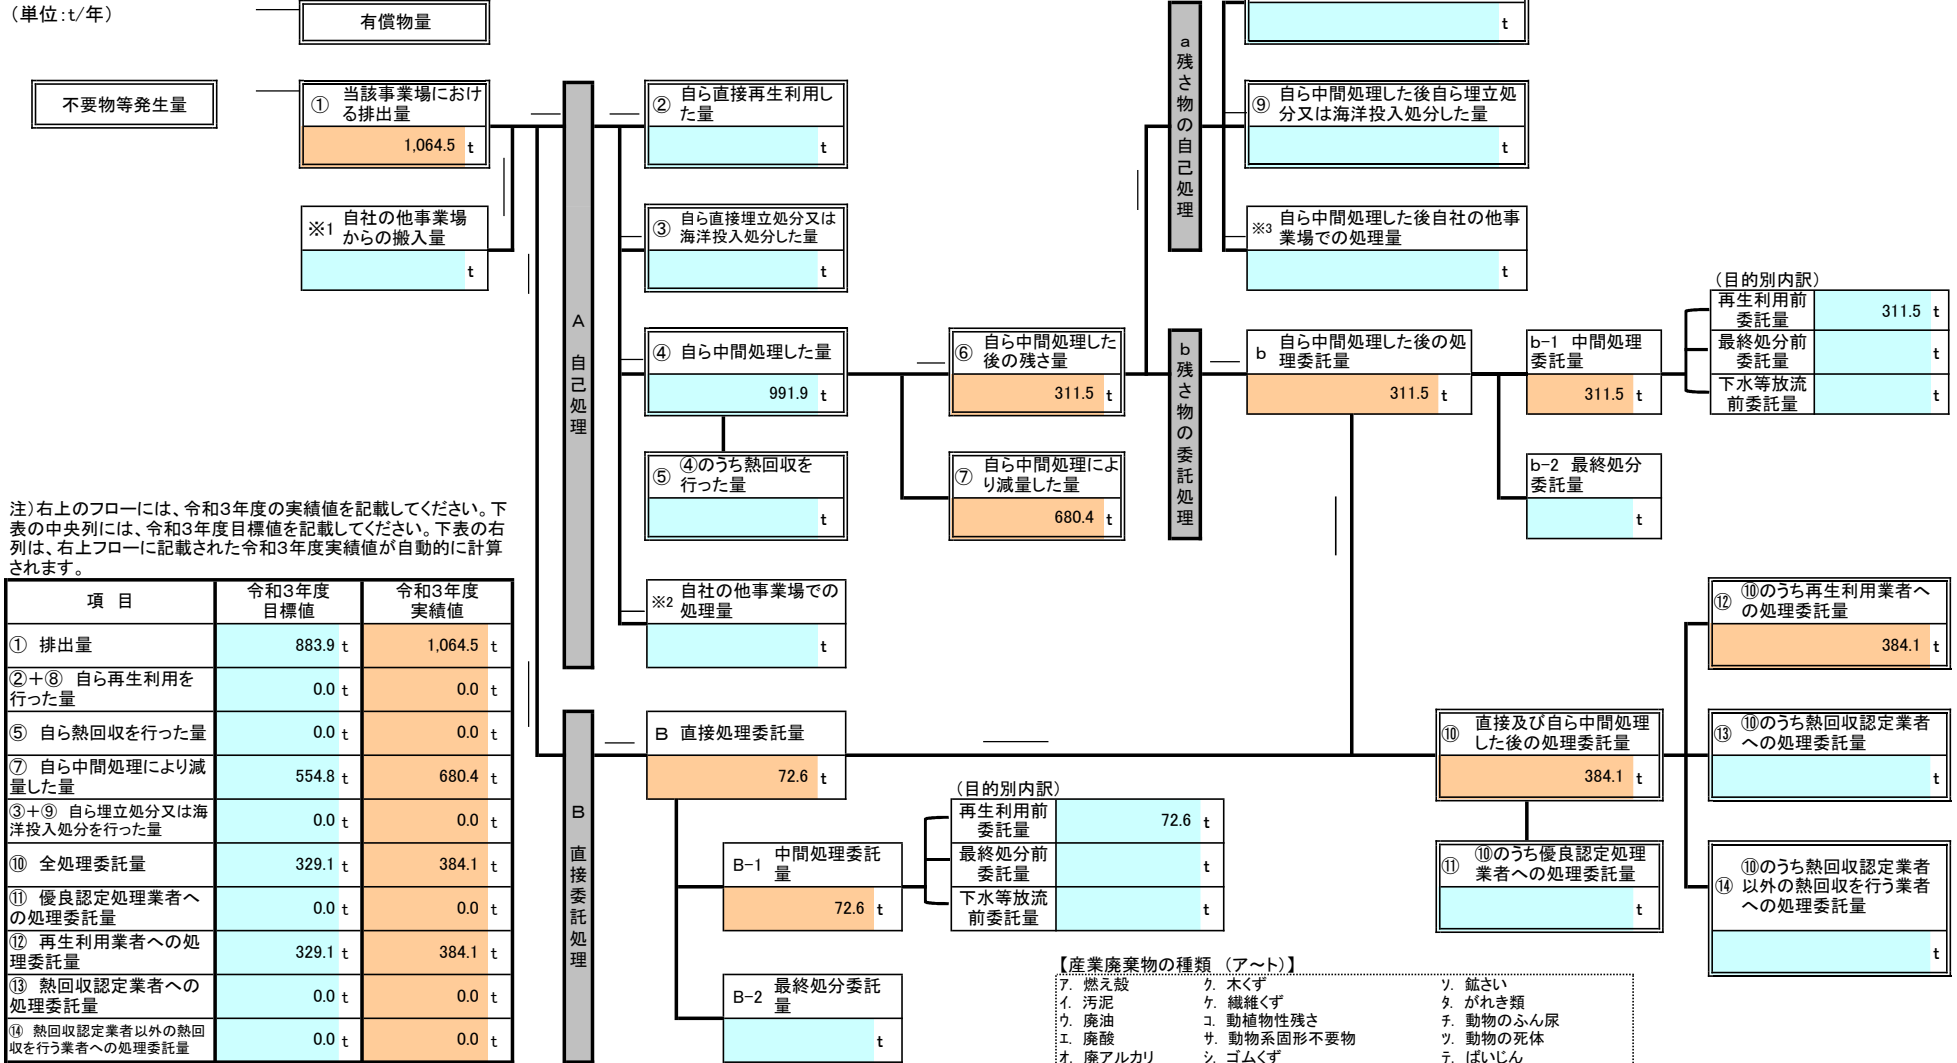 (単位:t/年)
有償物量
不要物等発生量
① 当該事業場におけ
る排出量
1,064.5 t
※1 自社の他事業場
からの搬入量
t
A 自己処理
② 自ら直接再生利用し
た量
t
③ 自ら直接埋立処分又は
海洋投入処分した量
t
④ 自ら中間処理した量
991.9 t
⑤ ④のうち熱回収を
行った量
t
※2 自社の他事業場での
処理量
t
⑥ 自ら中間処理した
後の残さ量
311.5 t
⑦ 自ら中間処理によ
り減量した量
680.4 t
a 残さ物の自己処理
t
⑨ 自ら中間処理した後自ら埋立処
分又は海洋投入処分した量
t
※3 自ら中間処理した後自社の他事
業場での処理量
t
b 残さ物の委託処理
b 自ら中間処理した後の処
理委託量
311.5 t
b-1 中間処理
委託量
311.5 t
b-2 最終処分
委託量
t
(目的別内訳)
再生利用前
委託量
311.5 t
最終処分前
委託量
t
下水等放流
前委託量
t
注)右上のフローには、令和3年度の実績値を記載してください。下
表の中央列には、令和3年度目標値を記載してください。下表の右
列は、右上フローに記載された令和3年度実績値が自動的に計算
されます。
項 目
令和3年度
目標値
令和3年度
実績値
① 排出量 883.9 t 1,064.5 t
②+⑧ 自ら再生利用を
行った量
0.0 t 0.0 t
⑤ 自ら熱回収を行った量 0.0 t 0.0 t
⑦ 自ら中間処理により減
量した量
554.8 t 680.4 t
③+⑨ 自ら埋立処分又は海
洋投入処分を行った量
0.0 t 0.0 t
⑩ 全処理委託量 329.1 t 384.1 t
⑪ 優良認定処理業者へ
の処理委託量
0.0 t 0.0 t
⑫ 再生利用業者への処
理委託量
329.1 t 384.1 t
⑬ 熱回収認定業者への
処理委託量
0.0 t 0.0 t
⑭ 熱回収認定業者以外の熱回
収を行う業者への処理委託量
0.0 t 0.0 t
B 直接委託処理
B 直接処理委託量
72.6 t
B-1 中間処理委託
量
72.6 t
B-2 最終処分委託
量
t
(目的別内訳)
再生利用前
委託量
72.6 t
最終処分前
委託量
t
下水等放流
前委託量
t
⑩ 直接及び自ら中間処理
した後の処理委託量
384.1 t
⑪ ⑩のうち優良認定処理
業者への処理委託量
t
⑫ ⑩のうち再生利用業者へ
の処理委託量
384.1 t
⑬ ⑩のうち熱回収認定業者
への処理委託量
t
⑭ ⑩のうち熱回収認定業者
以外の熱回収を行う業者
への処理委託量
t
【産業廃棄物の種類 (ア~ト)】
ア. 燃え殻 ク. 木くず ソ. 鉱さい
イ. 汚泥 ケ. 繊維くず タ. がれき類
ウ. 廃油 コ. 動植物性残さ チ. 動物のふん尿
エ. 廃酸 サ. 動物系固形不要物 ツ. 動物の死体
オ. 廃アルカリ シ. ゴムくず テ. ばいじん